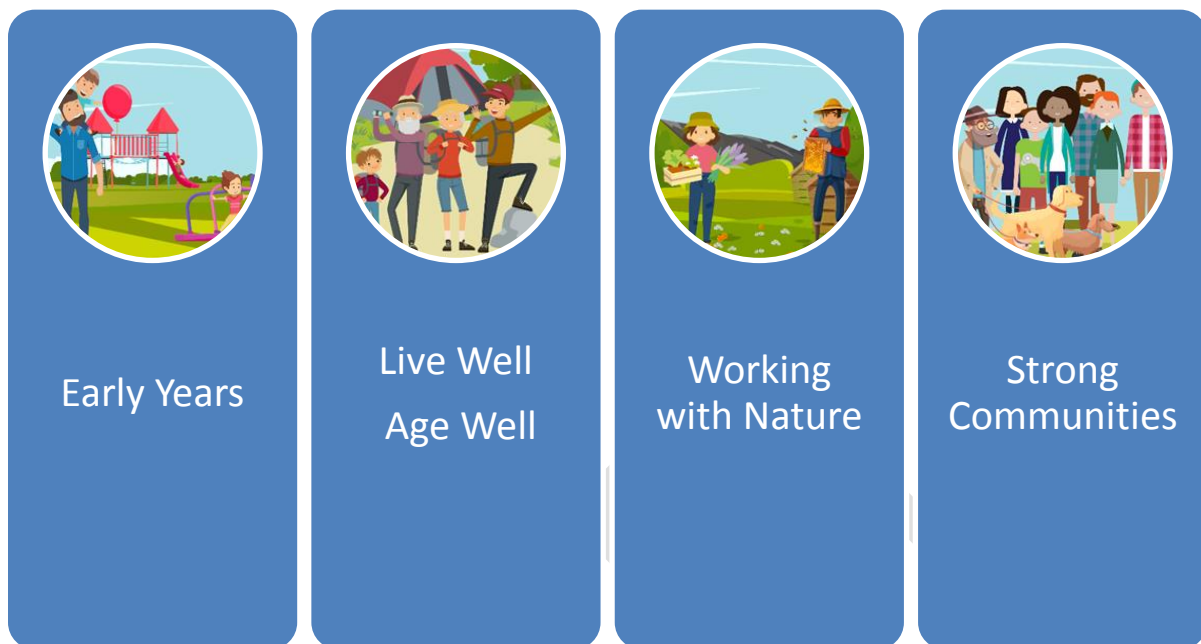 Early Years
Live Well
Age Well
Working
with Nature
Strong
Communities